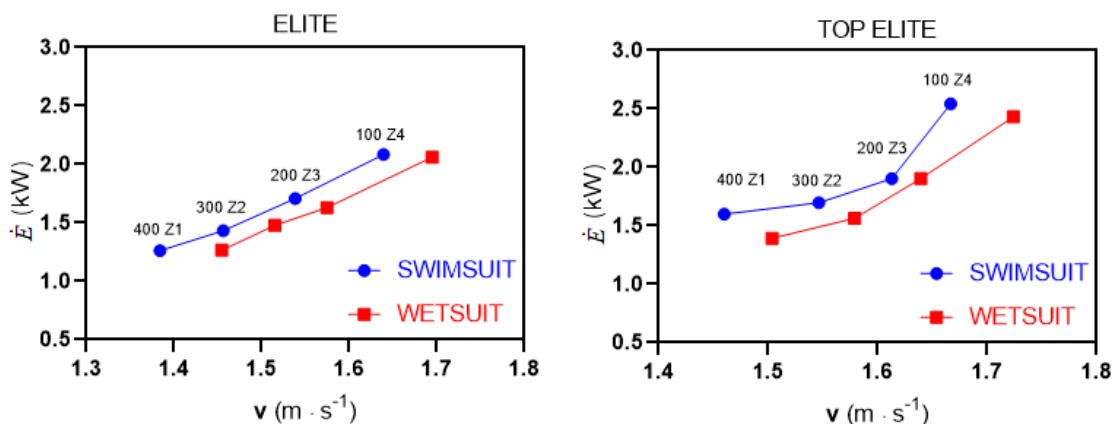 ELITE
3.0
2.5
2.0
1.5
1.0
0.5
Ė (kW)
100 Z4
200 Z3
300 Z2
400 Z1
SWIMSUIT
WETSUIT
1.3 1.4 1.5 1.6 1.7 1.8
v (m · s⁻¹)
TOP ELITE
3.0
2.5
2.0
1.5
1.0
0.5
Ė (kW)
100 Z4
200 Z3
400 Z1 300 Z2
SWIMSUIT
WETSUIT
1.4 1.5 1.6 1.7 1.8
v (m · s⁻¹)